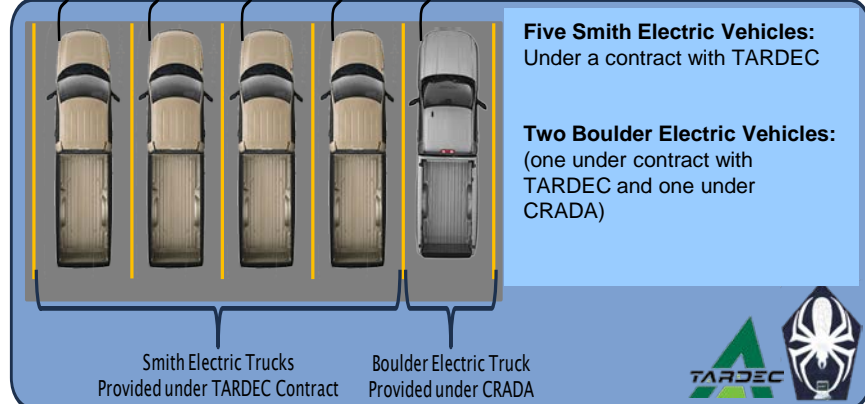 Five Smith Electric Vehicles:
Under a contract with TARDEC
Two Boulder Electric Vehicles:
(one under contract with
TARDEC and one under
CRADA)
Smith Electric Trucks
Provided under TARDEC Contract
Boulder Electric Truck
Provided under CRADA
TARDEC